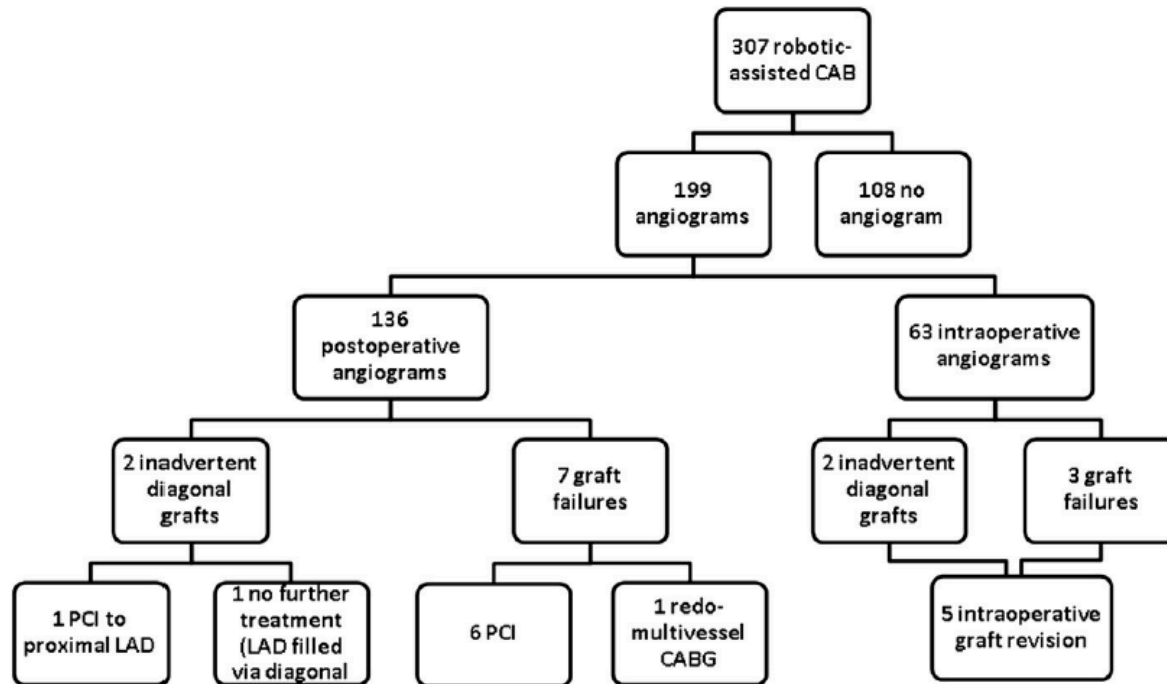 307 robotic-
assisted CAB
199
angiograms
108 no
angiogram
136
postoperative
angiograms
63 intraoperative
angiograms
2 inadvertent
diagonal
grafts
7 graft failures
2 inadvertent
diagonal
grafts
3 graft
failures
1 PCI to
proximal LAD
1 no further
treatment
(LAD filled
via diagonal
6 PCI
1 redo-
multivessel
CABG
5 intraoperative
graft revision